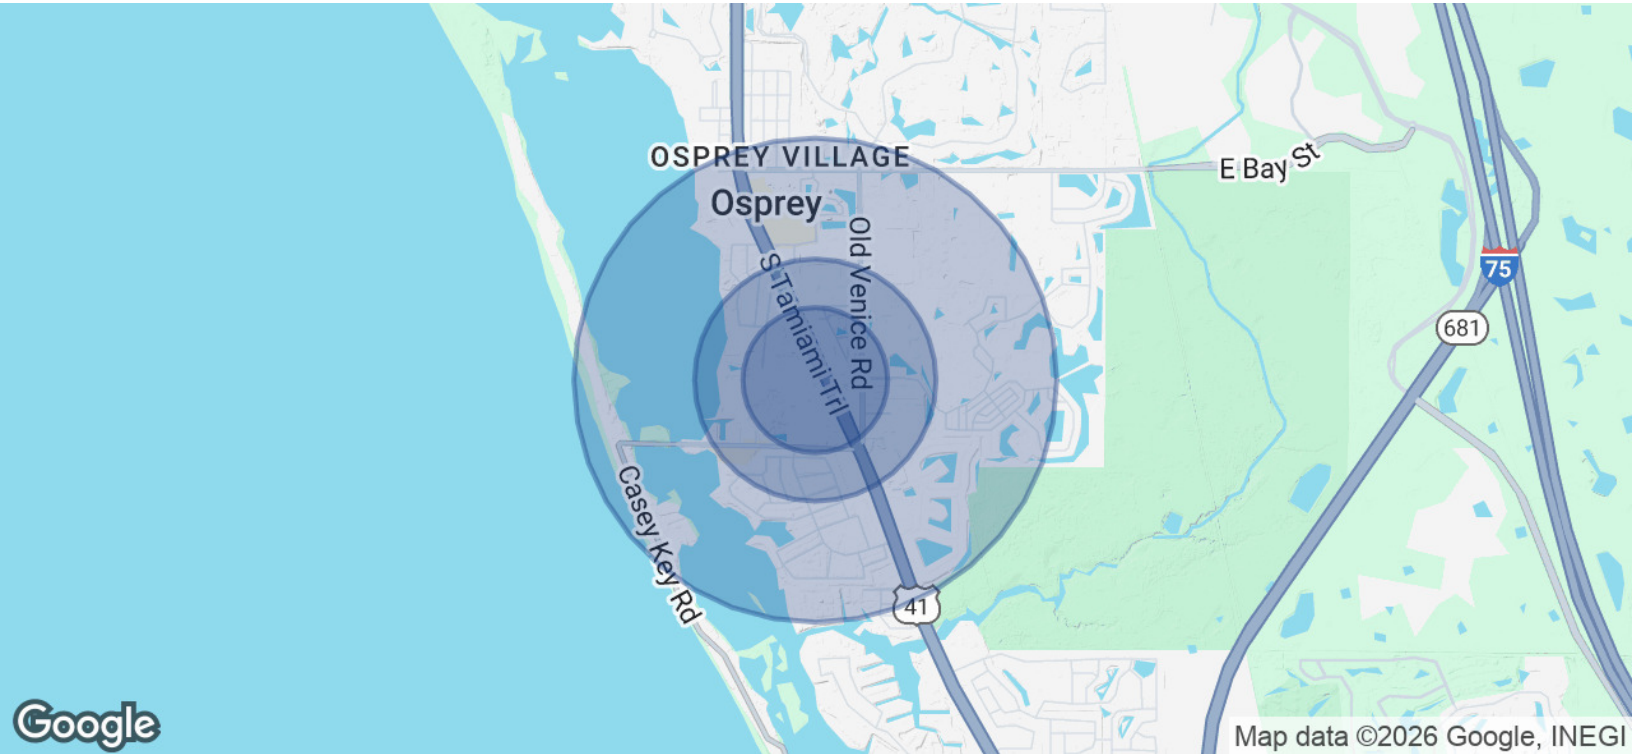 OSPREY VILLAGE
E Bay St
Osprey
Old Venice Rd
S Tamiami Trl
75
681
Casey Key Rd
41
Google
Map data ©2026 Google, INEGI